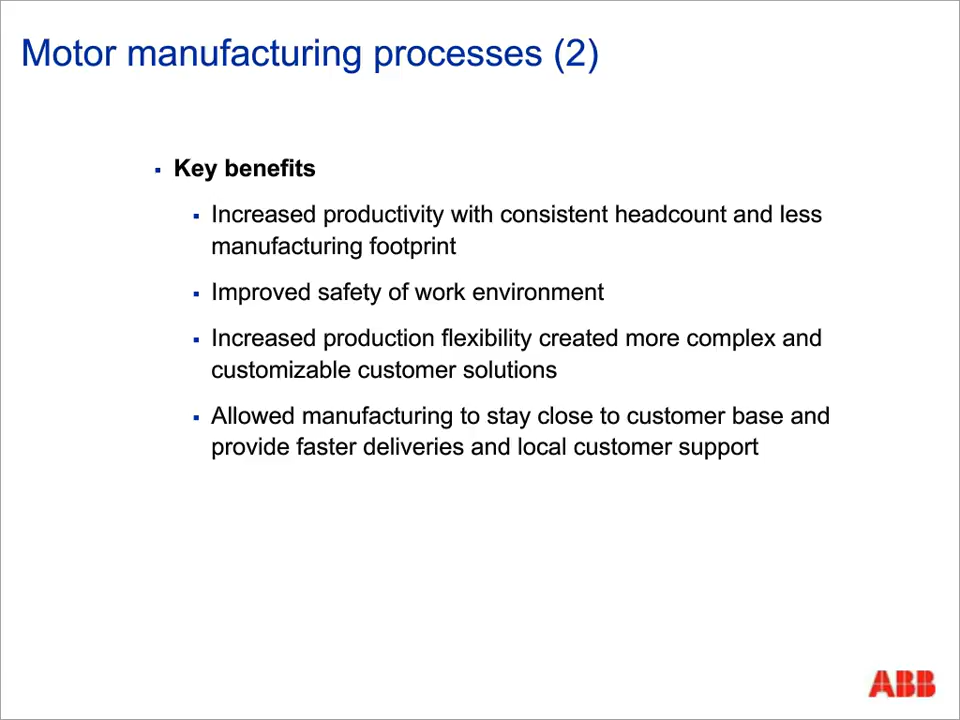 Motor manufacturing processes (2)
Key benefits
Increased productivity with consistent headcount and less
manufacturing footprint
Improved safety of work environment
Increased production flexibility created more complex and
customizable customer solutions
Allowed manufacturing to stay close to customer base and
provide faster deliveries and local customer support
ABB